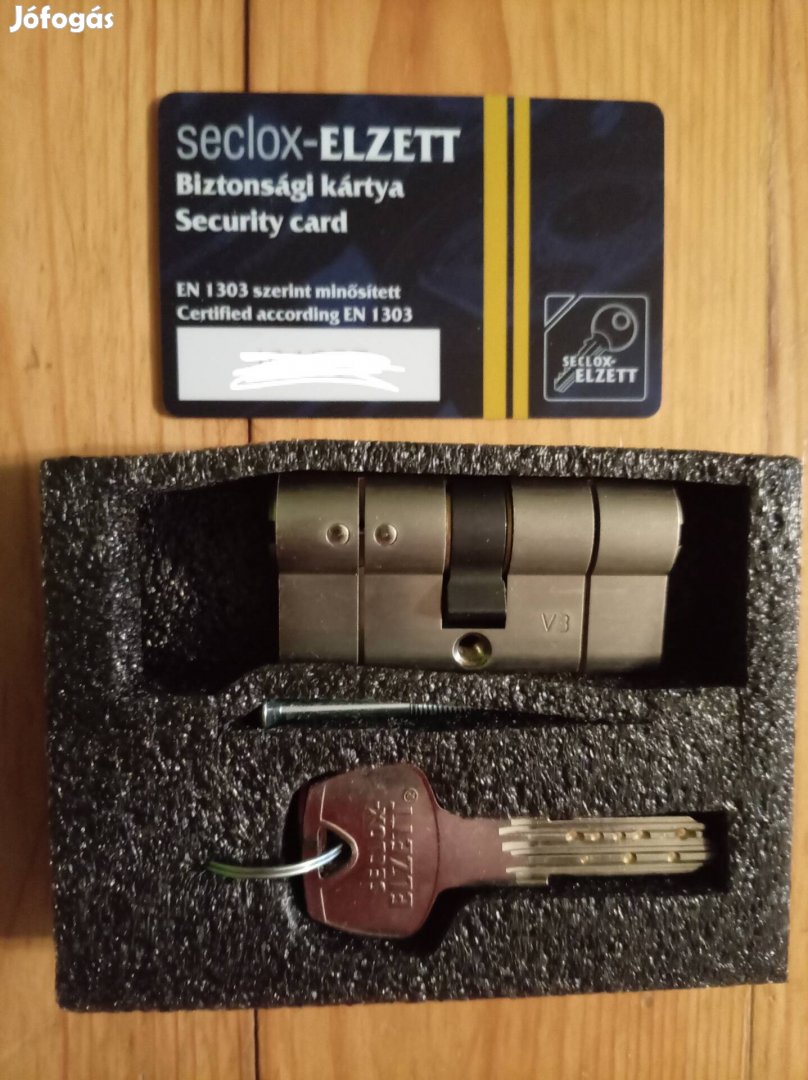 Jófogás
seclox-ELZETT
Biztonsági kártya
Security card
EN 1303 szerint minősített
Certified according EN 1303
SECLOX-
ELZETT
V3
SECLOX-
ELZETT®